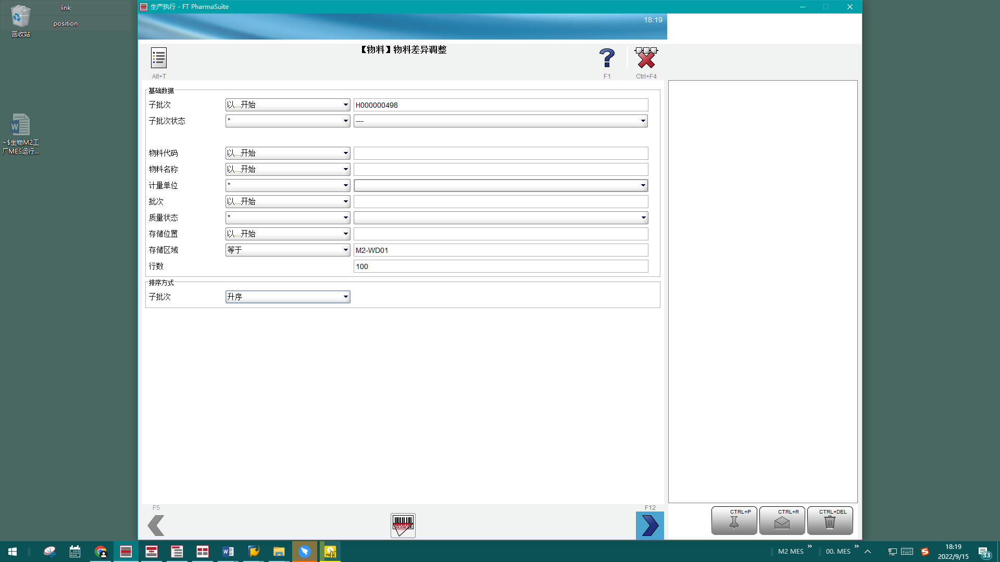 link
position
回收站
~$生物M2工
厂MES运行...
生产执行 - FT PharmaSuite
18:19
【物料】物料差异调整
Alt+T
F1
Ctrl+F4
基础数据
子批次 以...开始 H000000498
子批次状态 * ---
物料代码 以...开始
物料名称 以...开始
计量单位 *
批次 以...开始
质量状态 *
存储位置 以...开始
存储区域 等于 M2-WD01
行数 100
排序方式
子批次 升序
F5
F12
CTRL+P
CTRL+R
CTRL+DEL
M2 MES
00. MES
18:19
2022/9/15
33